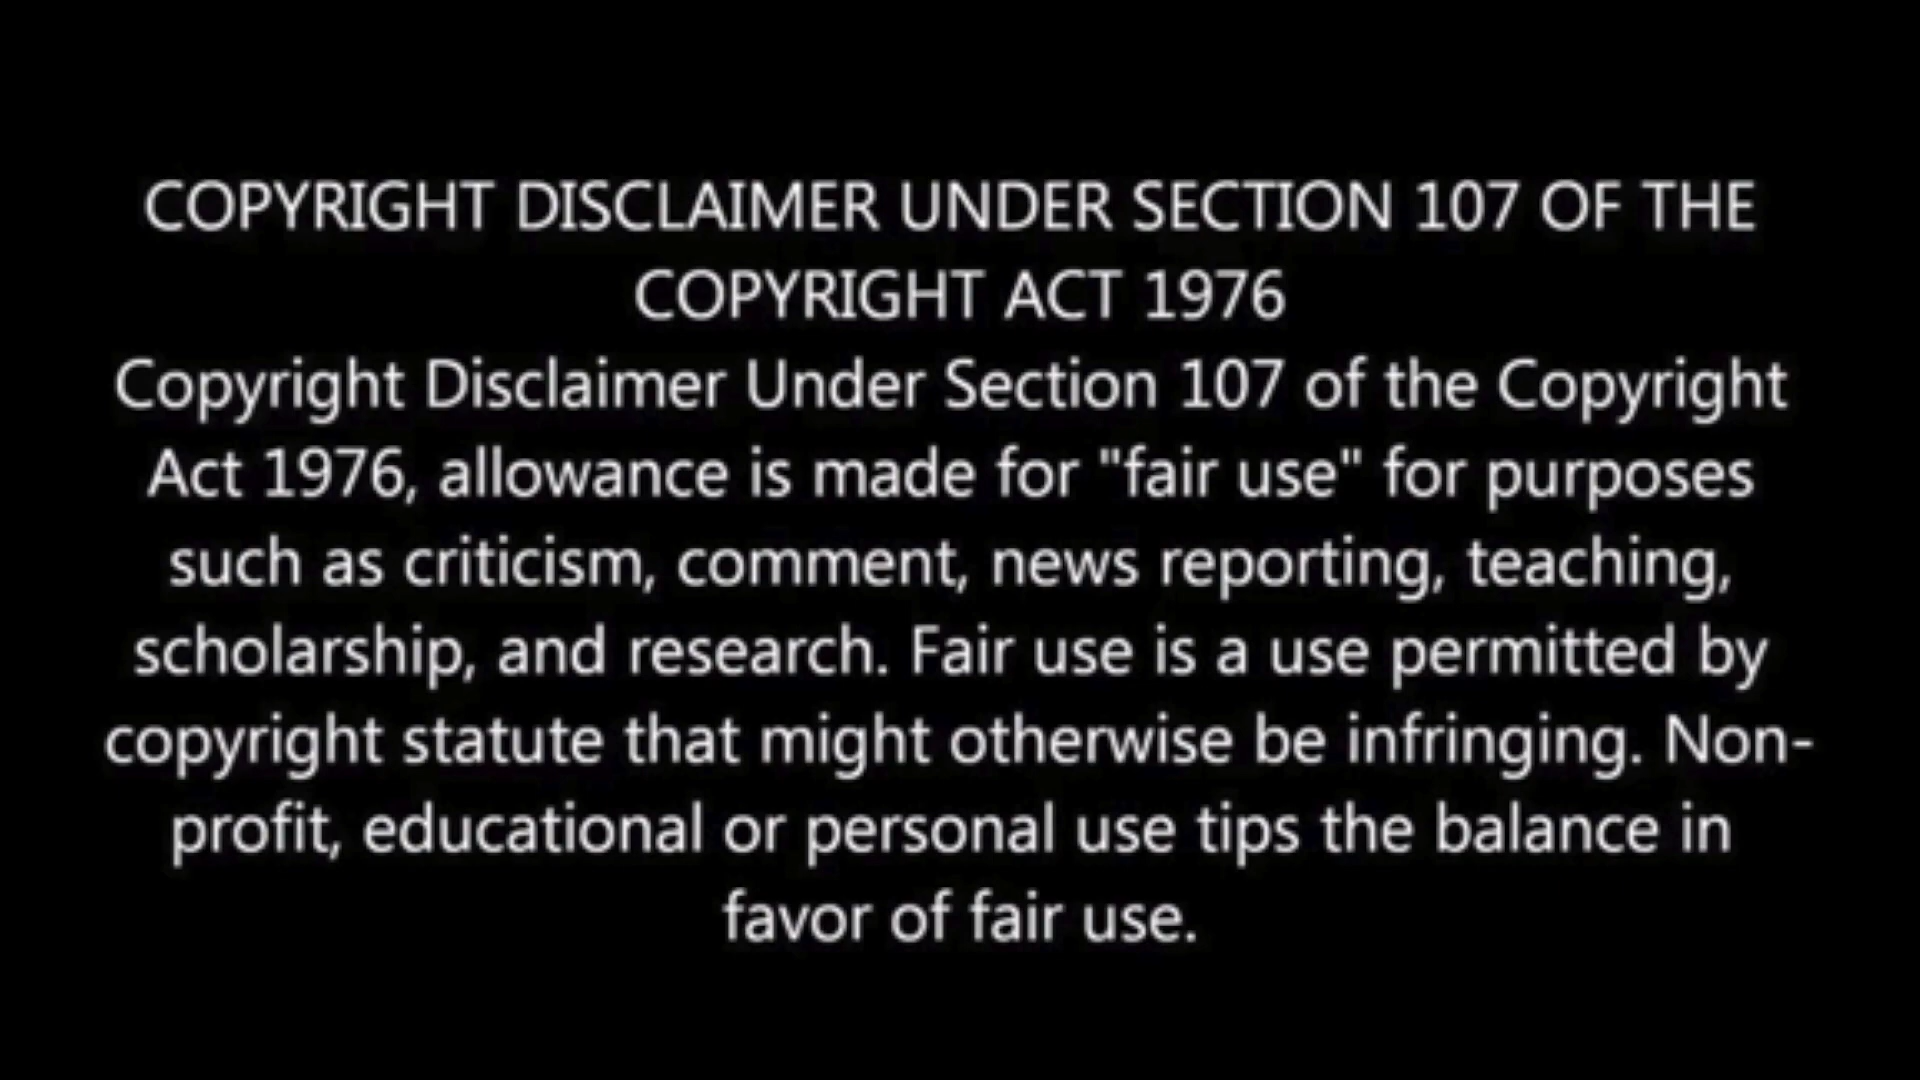 COPYRIGHT DISCLAIMER UNDER SECTION 107 OF THE
COPYRIGHT ACT 1976
Copyright Disclaimer Under Section 107 of the Copyright
Act 1976, allowance is made for "fair use" for purposes
such as criticism, comment, news reporting, teaching,
scholarship, and research. Fair use is a use permitted by
copyright statute that might otherwise be infringing. Non-
profit, educational or personal use tips the balance in
favor of fair use.